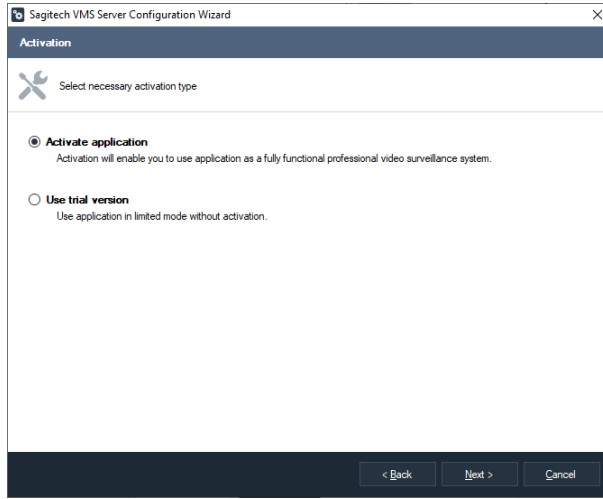 Sagitech VMS Server Configuration Wizard
Activation
Select necessary activation type
Activate application
Activation will enable you to use application as a fully functional professional video surveillance system.
Use trial version
Use application in limited mode without activation.
< Back Next > Cancel